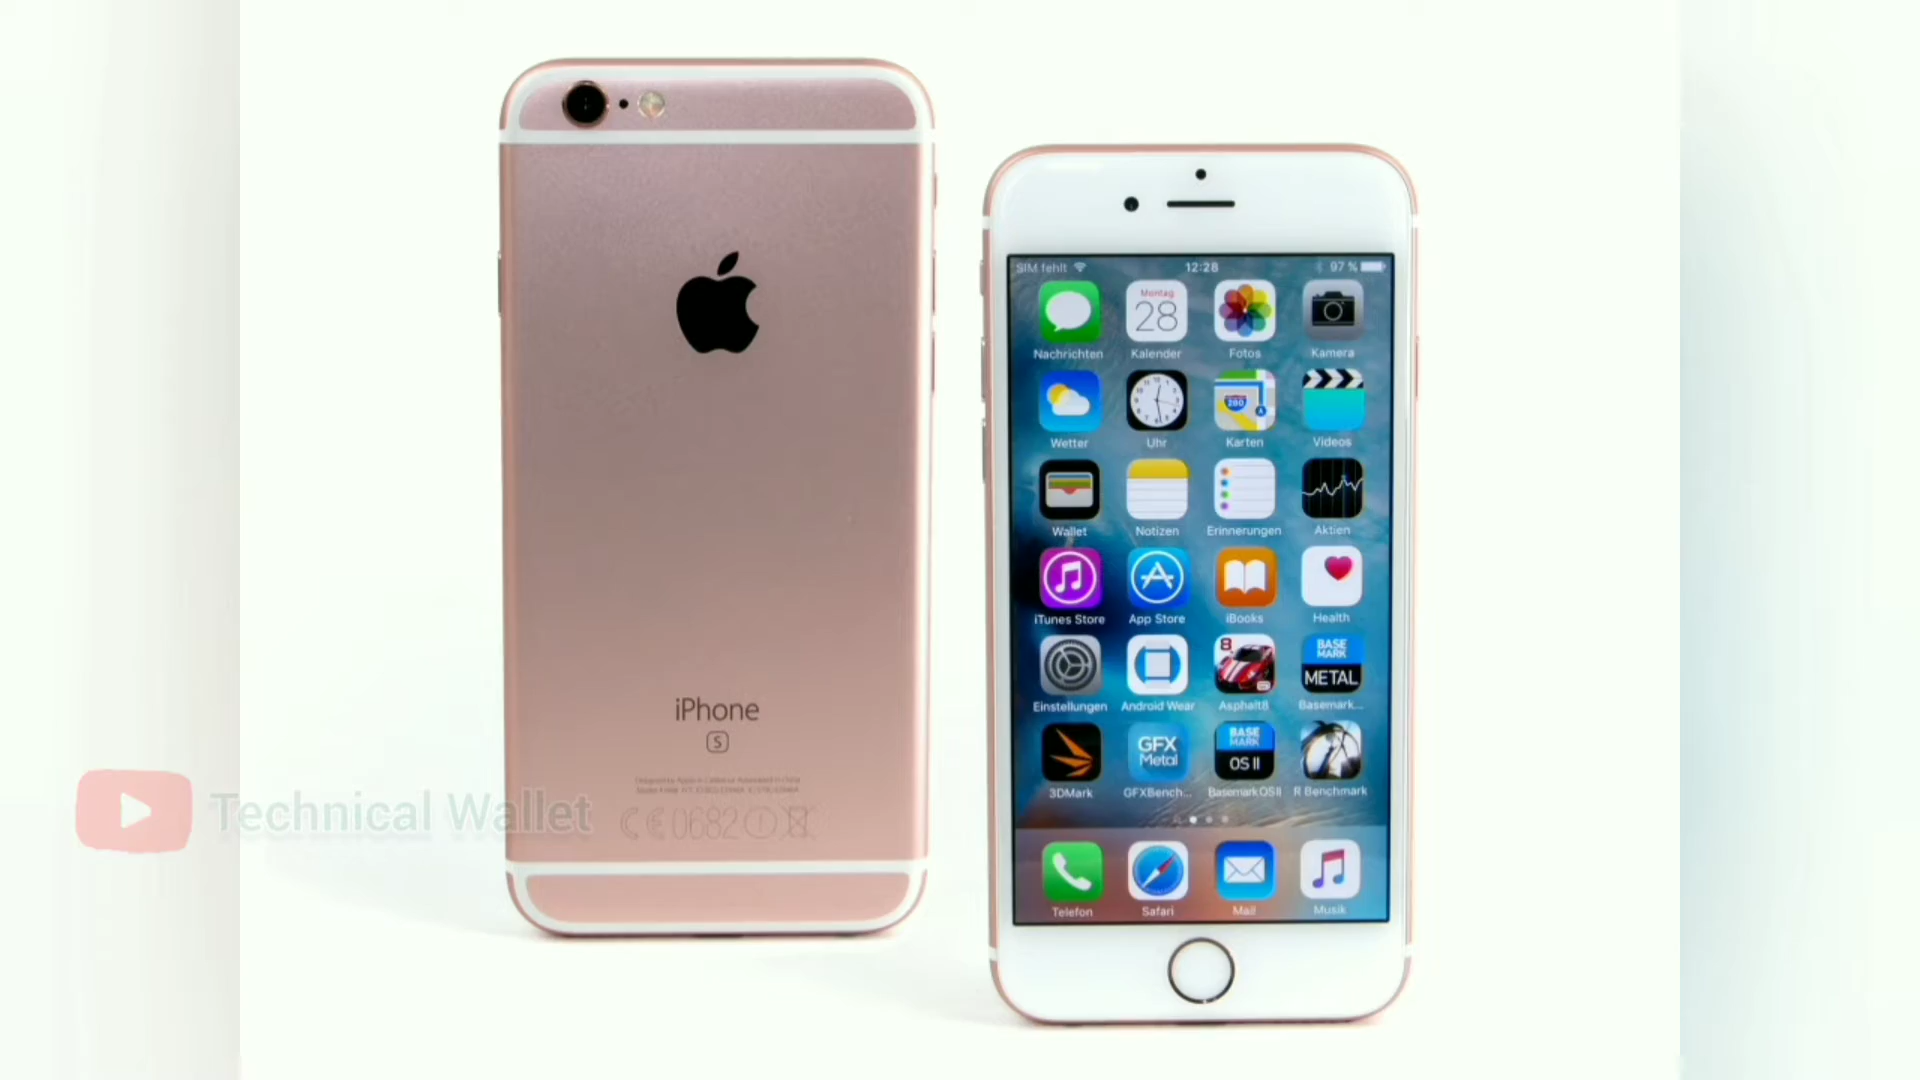 iPhone
S
CE0682
Technical Wallet
SIM fehlt 12:28 97 %
Montag
28
Nachrichten Kalender Fotos Kamera
280
Wetter Uhr Karten Videos
Wallet Notizen Erinnerungen Aktien
iTunes Store App Store iBooks Health
8
BASE
MARK
METAL
Einstellungen Android Wear Asphalt8 Basemark...
GFX
Metal
BASE
MARK
OS II
3DMark GFXBench... BasemarkOSII R Benchmark
Telefon Safari Mail Musik